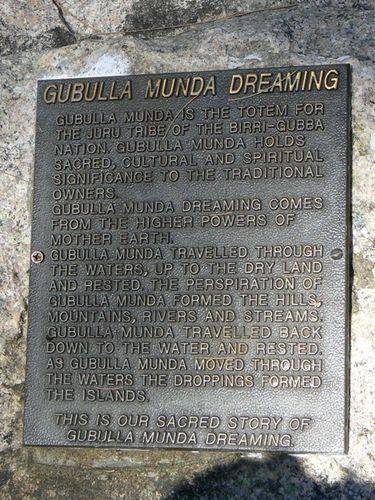 GUBULLA MUNDA DREAMING
GUBULLA MUNDA IS THE TOTEM FOR
THE JURU TRIBE OF THE BIRRI-GUBBA
NATION. GUBULLA MUNDA HOLDS
SACRED, CULTURAL AND SPIRITUAL
SIGNIFICANCE TO THE TRADITIONAL
OWNERS.
GUBULLA MUNDA DREAMING COMES
FROM THE HIGHER POWERS OF
MOTHER EARTH.
GUBULLA MUNDA TRAVELLED THROUGH
THE WATERS, UP TO THE DRY LAND
AND RESTED. THE PERSPIRATION OF
GUBULLA MUNDA FORMED THE HILLS,
MOUNTAINS, RIVERS AND STREAMS.
GUBULLA MUNDA TRAVELLED BACK
DOWN TO THE WATER AND RESTED.
AS GUBULLA MUNDA MOVED THROUGH
THE WATERS THE DROPPINGS FORMED
THE ISLANDS.
THIS IS OUR SACRED STORY OF
GUBULLA MUNDA DREAMING.